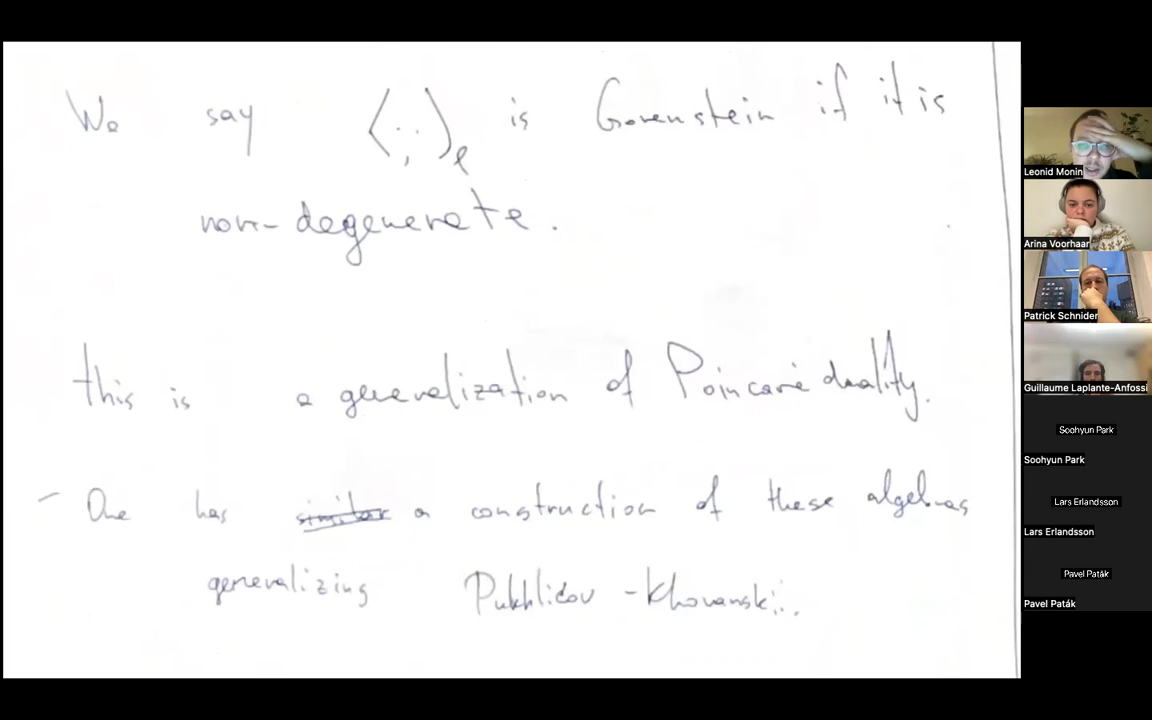 We say ⟨·,·⟩ℓ is Gorenstein if it is
non-degenerate.
this is a generalization of Poincaré duality.
- One has similar a construction of these algebras
generalizing Pukhlicov - Khovanskii.
Leonid Monin
Arina Voorhaar
Patrick Schnider
Guillaume Laplante-Anfossi
Soohyun Park
Soohyun Park
Lars Erlandsson
Lars Erlandsson
Pavel Paták
Pavel Paták